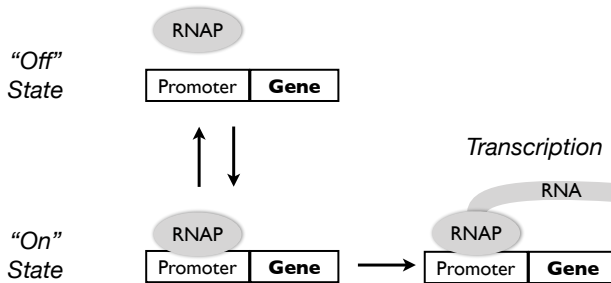 RNAP
“Off”
State
Promoter Gene
Transcription
RNA
“On”
State
RNAP
Promoter Gene
RNAP
Promoter Gene